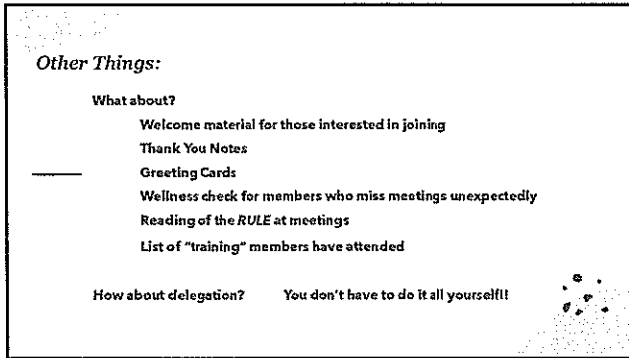 Other Things:
What about?
Welcome material for those interested in joining
Thank You Notes
Greeting Cards
Wellness check for members who miss meetings unexpectedly
Reading of the RULE at meetings
List of "training" members have attended
How about delegation? You don't have to do it all yourself!!